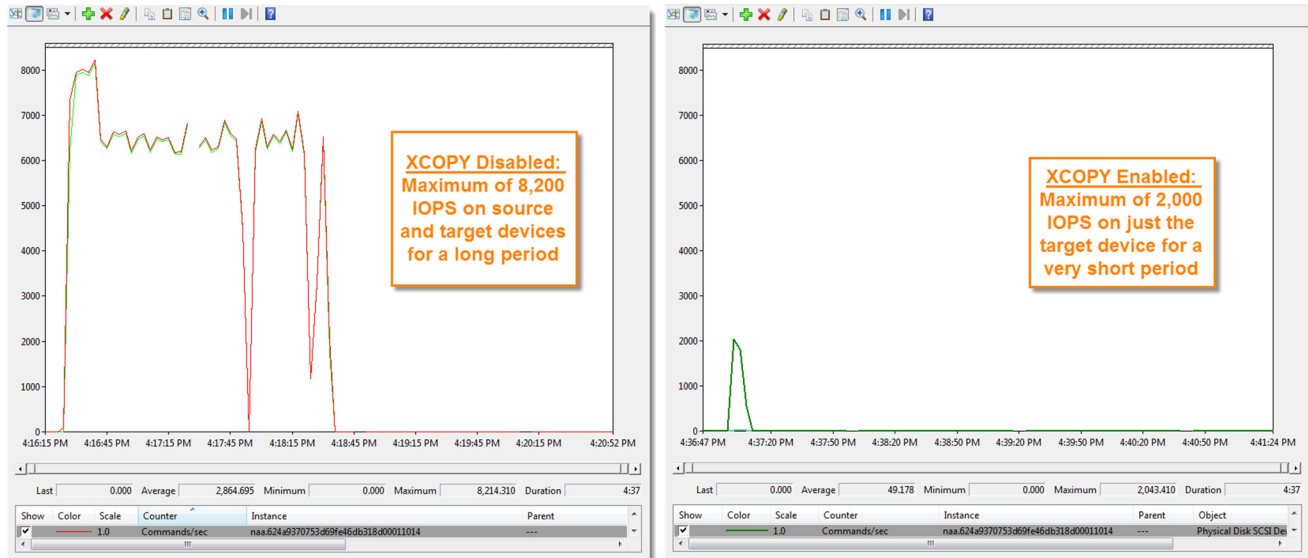 8000
7000
6000
5000
4000
3000
2000
1000
0
XCOPY Disabled:
Maximum of 8,200
IOPS on source
and target devices
for a long period
4:16:15 PM 4:16:45 PM 4:17:15 PM 4:17:45 PM 4:18:15 PM 4:18:45 PM 4:19:15 PM 4:19:45 PM 4:20:15 PM 4:20:52 PM
Last 0.000 Average 2,864.695 Minimum 0.000 Maximum 8,214.310 Duration 4:37
Show Color Scale Counter Instance Parent
1.0 Commands/sec naa.624a9370753d69fe46db318d00011014 ---
8000
7000
6000
5000
4000
3000
2000
1000
0
XCOPY Enabled:
Maximum of 2,000
IOPS on just the
target device for a
very short period
4:36:47 PM 4:37:20 PM 4:37:50 PM 4:38:20 PM 4:38:50 PM 4:39:20 PM 4:39:50 PM 4:40:20 PM 4:40:50 PM 4:41:24 PM
Last 0.000 Average 49.178 Minimum 0.000 Maximum 2,043.410 Duration 4:37
Show Color Scale Counter Instance Parent Object
1.0 Commands/sec naa.624a9370753d69fe46db318d00011014 --- Physical Disk SCSI Dev